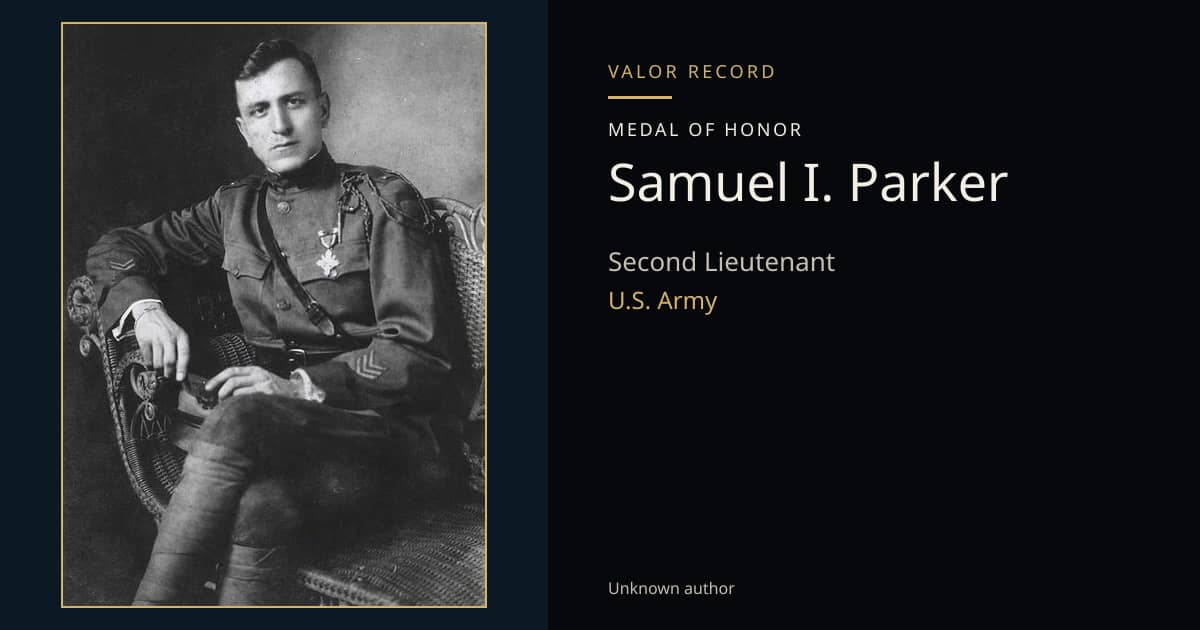 VALOR RECORD
MEDAL OF HONOR
Samuel I. Parker
Second Lieutenant
U.S. Army
Unknown author